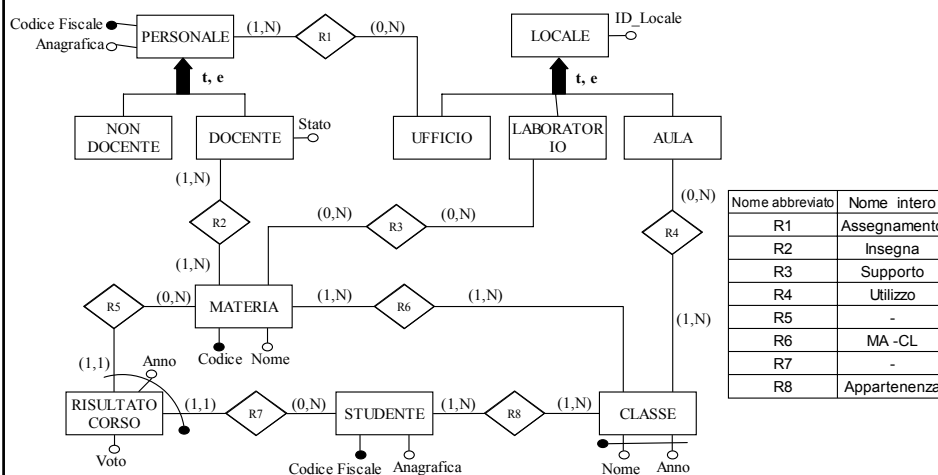 Codice Fiscale
Anagrafica
PERSONALE
(1,N)
R1
(0,N)
LOCALE
ID_Locale
t, e
t, e
NON
DOCENTE
DOCENTE
Stato
UFFICIO
LABORATOR
IO
AULA
(1,N)
R2
(1,N)
(0,N)
R3
(0,N)
(0,N)
R4
(1,N)
Nome abbreviato Nome intero
R1 Assegnamento
R2 Insegna
R3 Supporto
R4 Utilizzo
R5 -
R6 MA -CL
R7 -
R8 Appartenenza
R5
(0,N)
MATERIA
(1,N)
R6
(1,N)
Codice Nome
(1,1)
Anno
RISULTATO
CORSO
(1,1)
R7
(0,N)
STUDENTE
(1,N)
R8
(1,N)
CLASSE
Voto
Codice Fiscale Anagrafica
Nome Anno